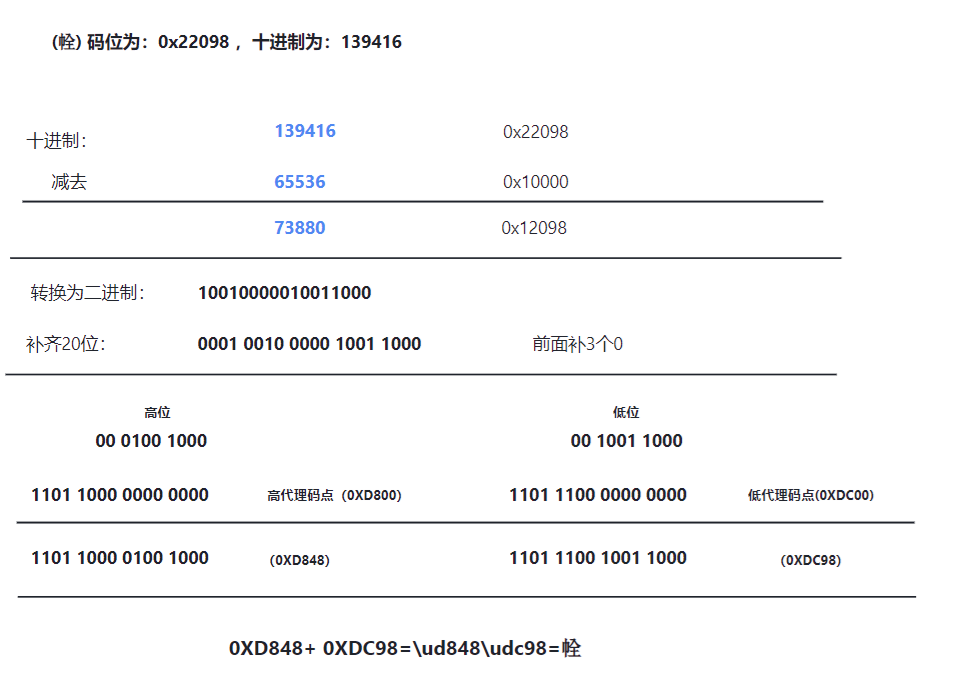 (𢂘) 码位为：0x22098 ，十进制为：139416
十进制： 139416 0x22098
减去 65536 0x10000
73880 0x12098
转换为二进制： 10010000010011000
补齐20位： 0001 0010 0000 1001 1000 前面补3个0
高位 低位
00 0100 1000 00 1001 1000
1101 1000 0000 0000 高代理码点（0XD800） 1101 1100 0000 0000 低代理码点(0XDC00)
1101 1000 0100 1000 （0XD848） 1101 1100 1001 1000 （0XDC98）
0XD848+ 0XDC98=\ud848\udc98=𢂘